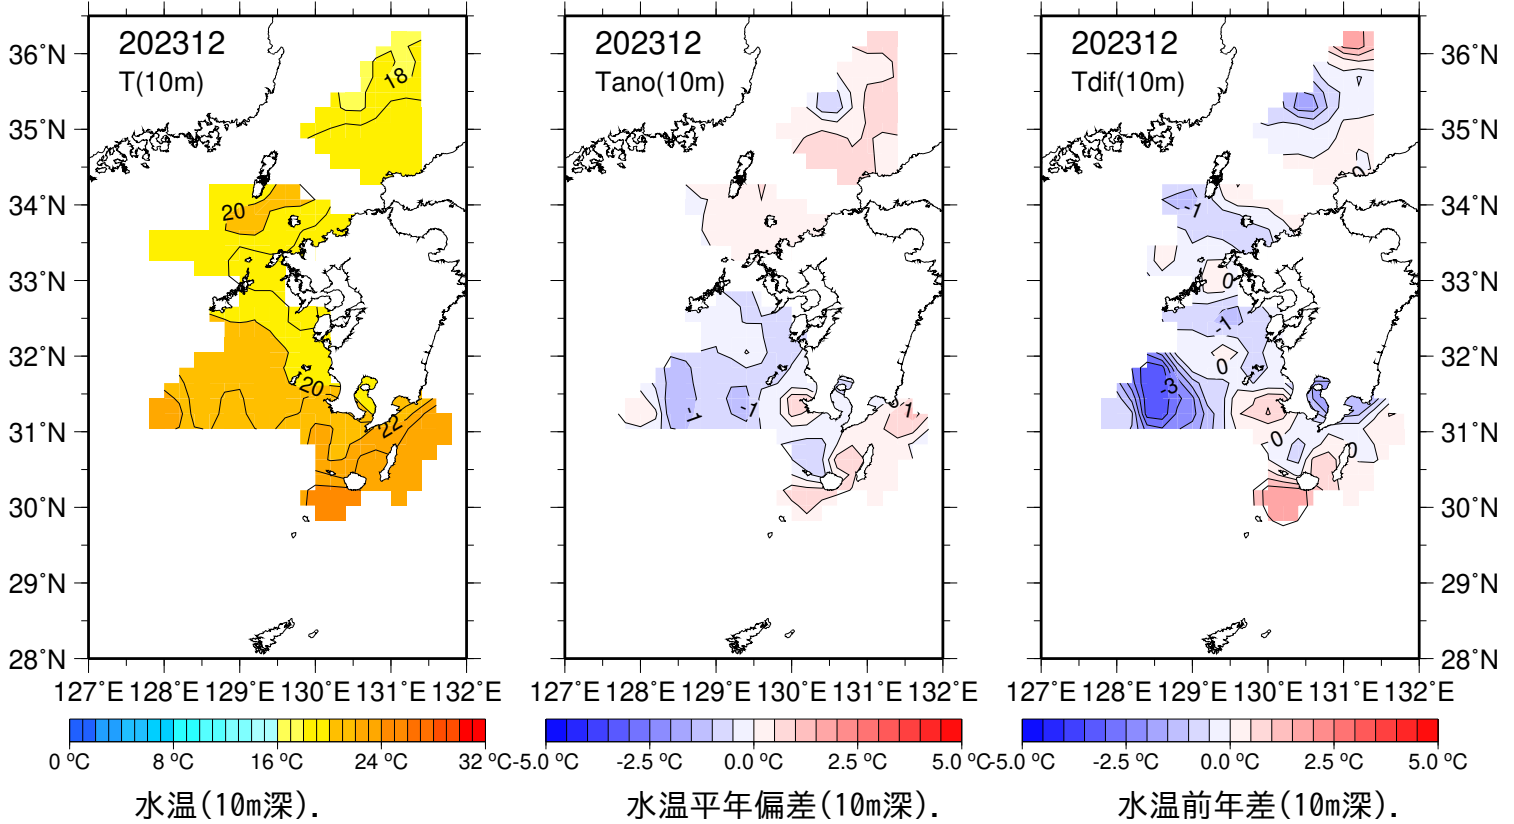 202312
T(10m)
36°N
35°N
34°N
33°N
32°N
31°N
30°N
29°N
28°N
18
20
20
22
127°E 128°E 129°E 130°E 131°E 132°E
0 °C 8 °C 16 °C 24 °C 32 °C
水温(10m深).
202312
Tano(10m)
-1
-1
1
127°E 128°E 129°E 130°E 131°E 132°E
-5.0 °C -2.5 °C 0.0 °C 2.5 °C 5.0 °C
水温平年偏差(10m深).
202312
Tdif(10m)
36°N
35°N
34°N
33°N
32°N
31°N
30°N
29°N
28°N
0
-1
0
-1
0
-3
0
0
127°E 128°E 129°E 130°E 131°E 132°E
-5.0 °C -2.5 °C 0.0 °C 2.5 °C 5.0 °C
水温前年差(10m深).